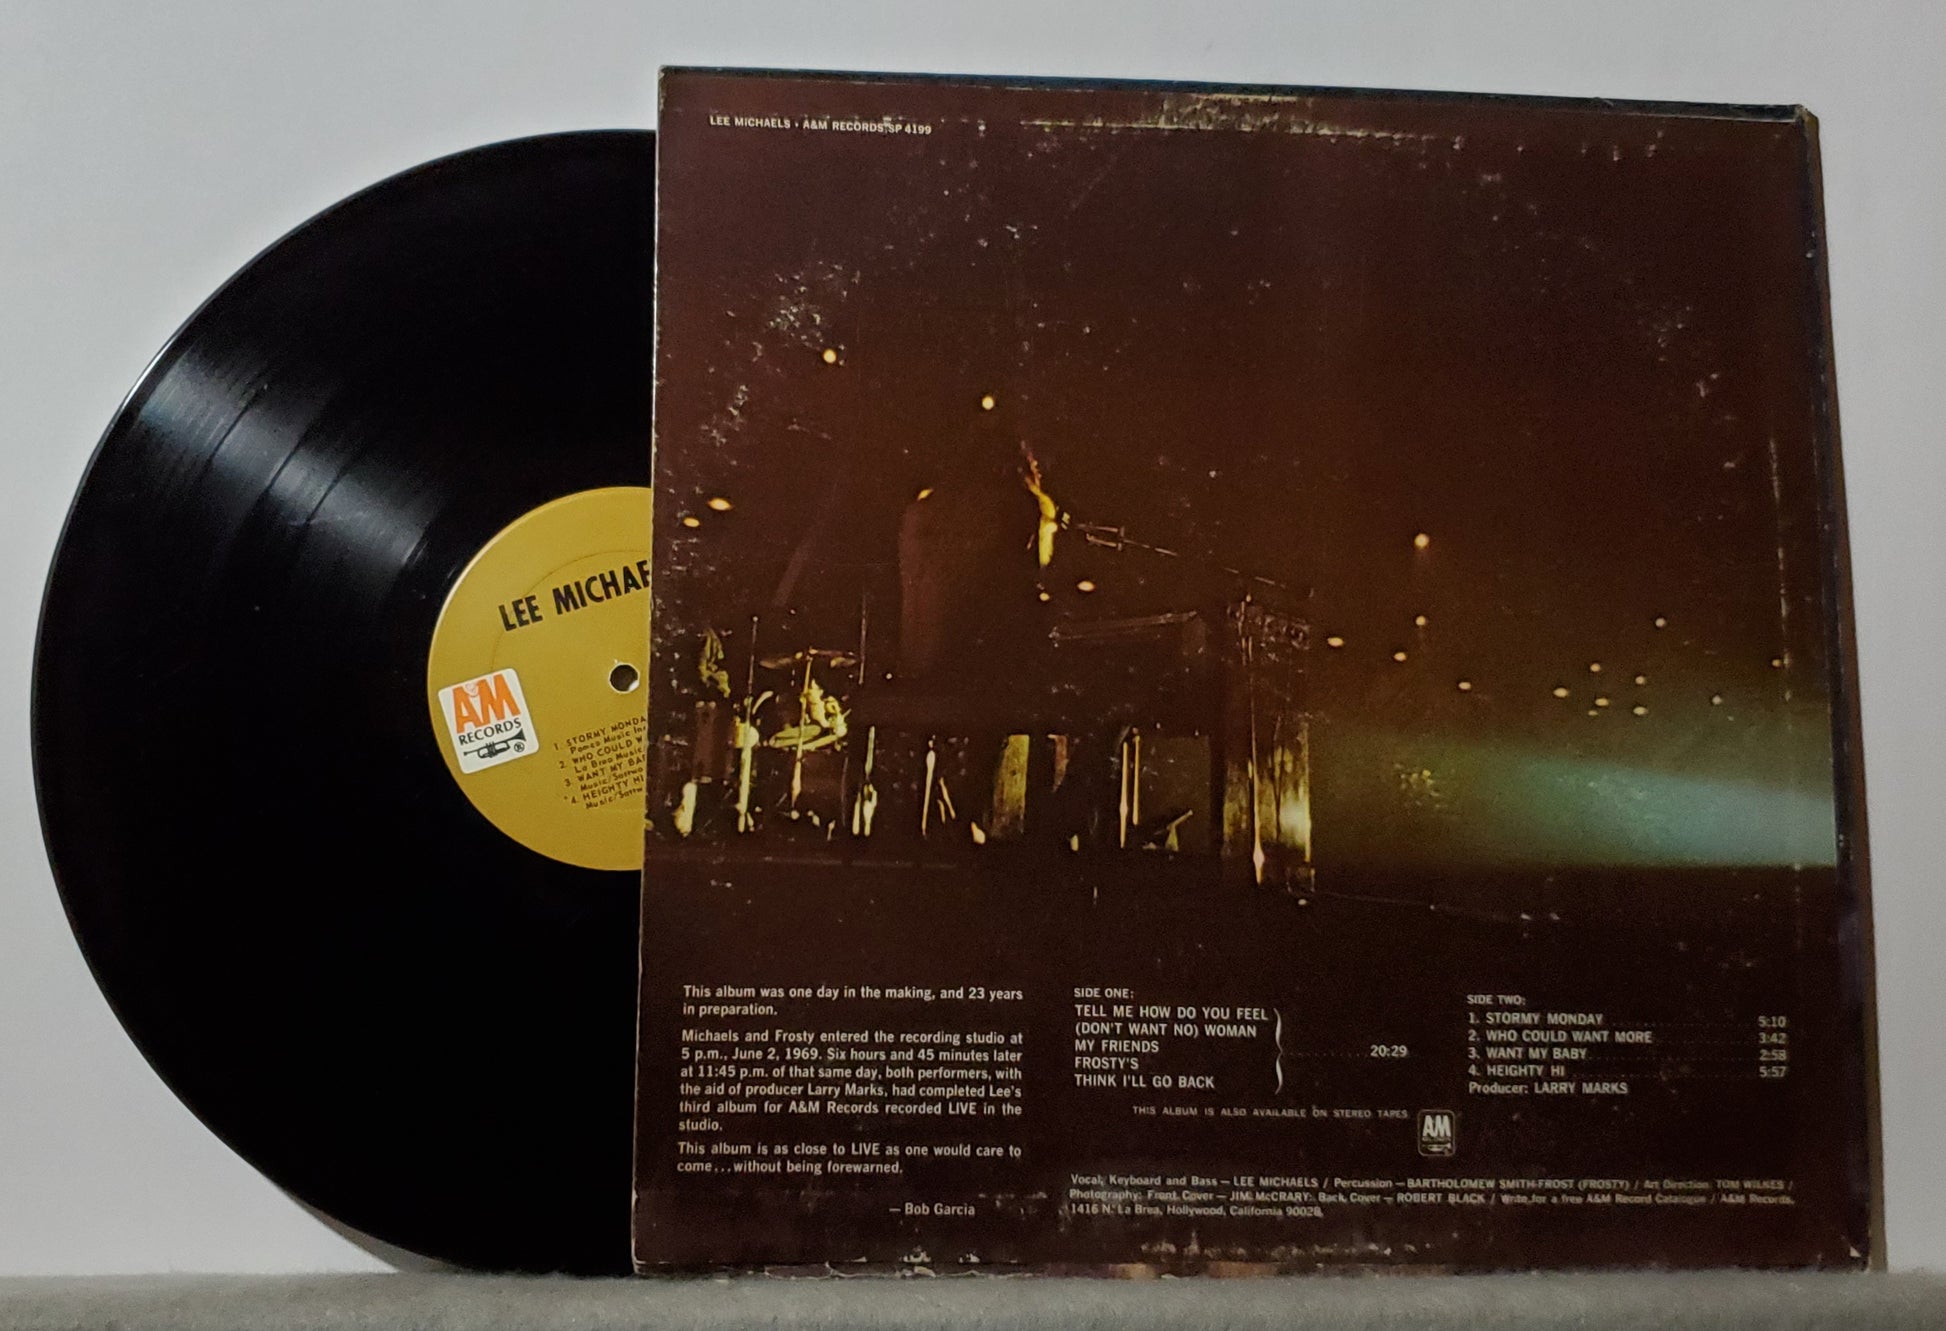 LEE MICHAELS • A&M RECORDS SP 4199
LEE MICHAE
A&M
RECORDS
®
1. STORMY MONDA
2. WHO COULD W
La Brea Music
3. WANT MY BA
4. HEIGHTY HI
This album was one day in the making, and 23 years
in preparation.
Michaels and Frosty entered the recording studio at
5 p.m., June 2, 1969. Six hours and 45 minutes later
at 11:45 p.m. of that same day, both performers, with
the aid of producer Larry Marks, had completed Lee's
third album for A&M Records recorded LIVE in the
studio.
This album is as close to LIVE as one would care to
come...without being forewarned.
— Bob Garcia
SIDE ONE:
TELL ME HOW DO YOU FEEL
(DON'T WANT NO) WOMAN
MY FRIENDS
FROSTY'S
THINK I'LL GO BACK
20:29
SIDE TWO:
1. STORMY MONDAY 5:10
2. WHO COULD WANT MORE 3:42
3. WANT MY BABY 2:58
4. HEIGHTY HI 5:57
Producer: LARRY MARKS
THIS ALBUM IS ALSO AVAILABLE ON STEREO TAPES
AM
Vocal, Keyboard and Bass — LEE MICHAELS / Percussion — BARTHOLOMEW SMITH-FROST (FROSTY) / Art Direction TOM WILKES /
Photography: Front Cover — JIM McCRARY: Back Cover — ROBERT BLACK / Write for a free A&M Record Catalogue / A&M Records,
1416 N. La Brea, Hollywood, California 90028